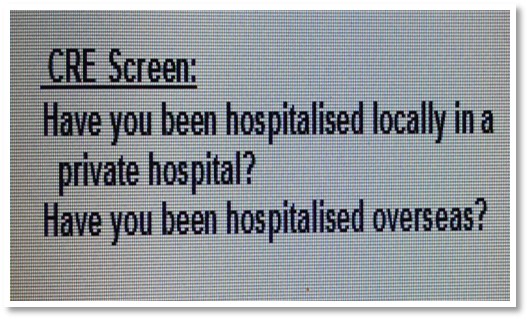 CRE Screen:
Have you been hospitalised locally in a
private hospital?
Have you been hospitalised overseas?